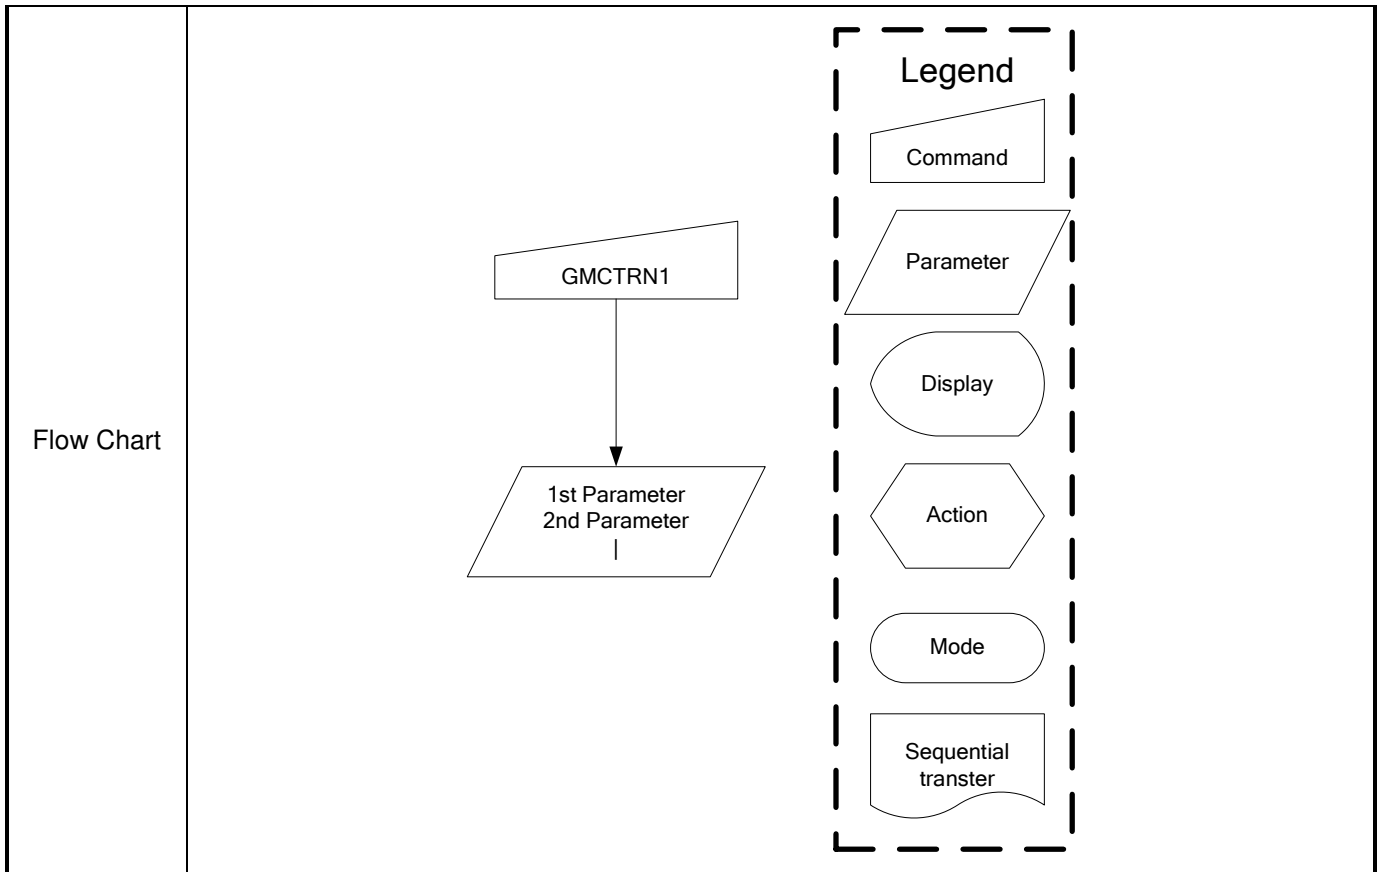 Flow Chart
GMCTRN1
1st Parameter
2nd Parameter
|
Legend
Command
Parameter
Display
Action
Mode
Sequential
transter